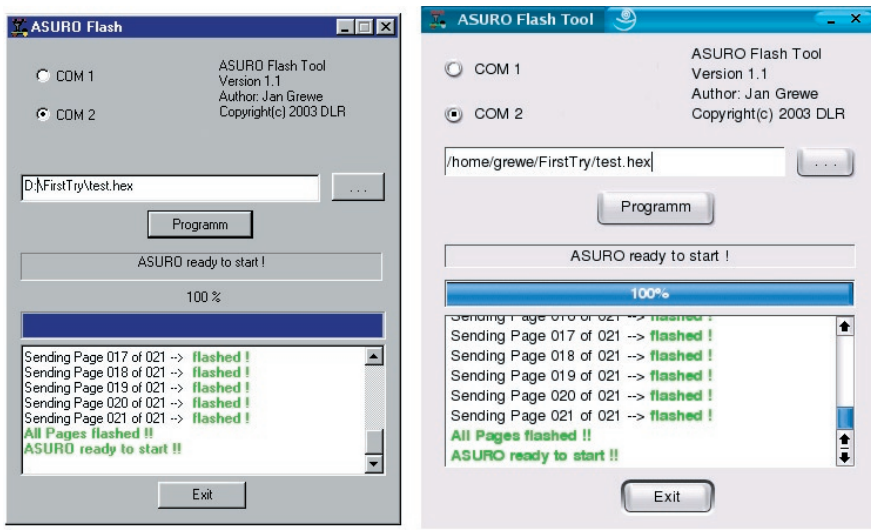 ASURO Flash
COM 1
COM 2
ASURO Flash Tool
Version 1.1
Author: Jan Grewe
Copyright(c) 2003 DLR
D:\FirstTry\test.hex
...
Programm
ASURO ready to start !
100 %
Sending Page 017 of 021 --> flashed !
Sending Page 018 of 021 --> flashed !
Sending Page 019 of 021 --> flashed !
Sending Page 020 of 021 --> flashed !
Sending Page 021 of 021 --> flashed !
All Pages flashed !!
ASURO ready to start !!
Exit
ASURO Flash Tool
COM 1
COM 2
ASURO Flash Tool
Version 1.1
Author: Jan Grewe
Copyright(c) 2003 DLR
/home/grewe/FirstTry/test.hex
...
Programm
ASURO ready to start !
100%
Sending Page 016 of 021 --> flashed !
Sending Page 017 of 021 --> flashed !
Sending Page 018 of 021 --> flashed !
Sending Page 019 of 021 --> flashed !
Sending Page 020 of 021 --> flashed !
Sending Page 021 of 021 --> flashed !
All Pages flashed !!
ASURO ready to start !!
Exit